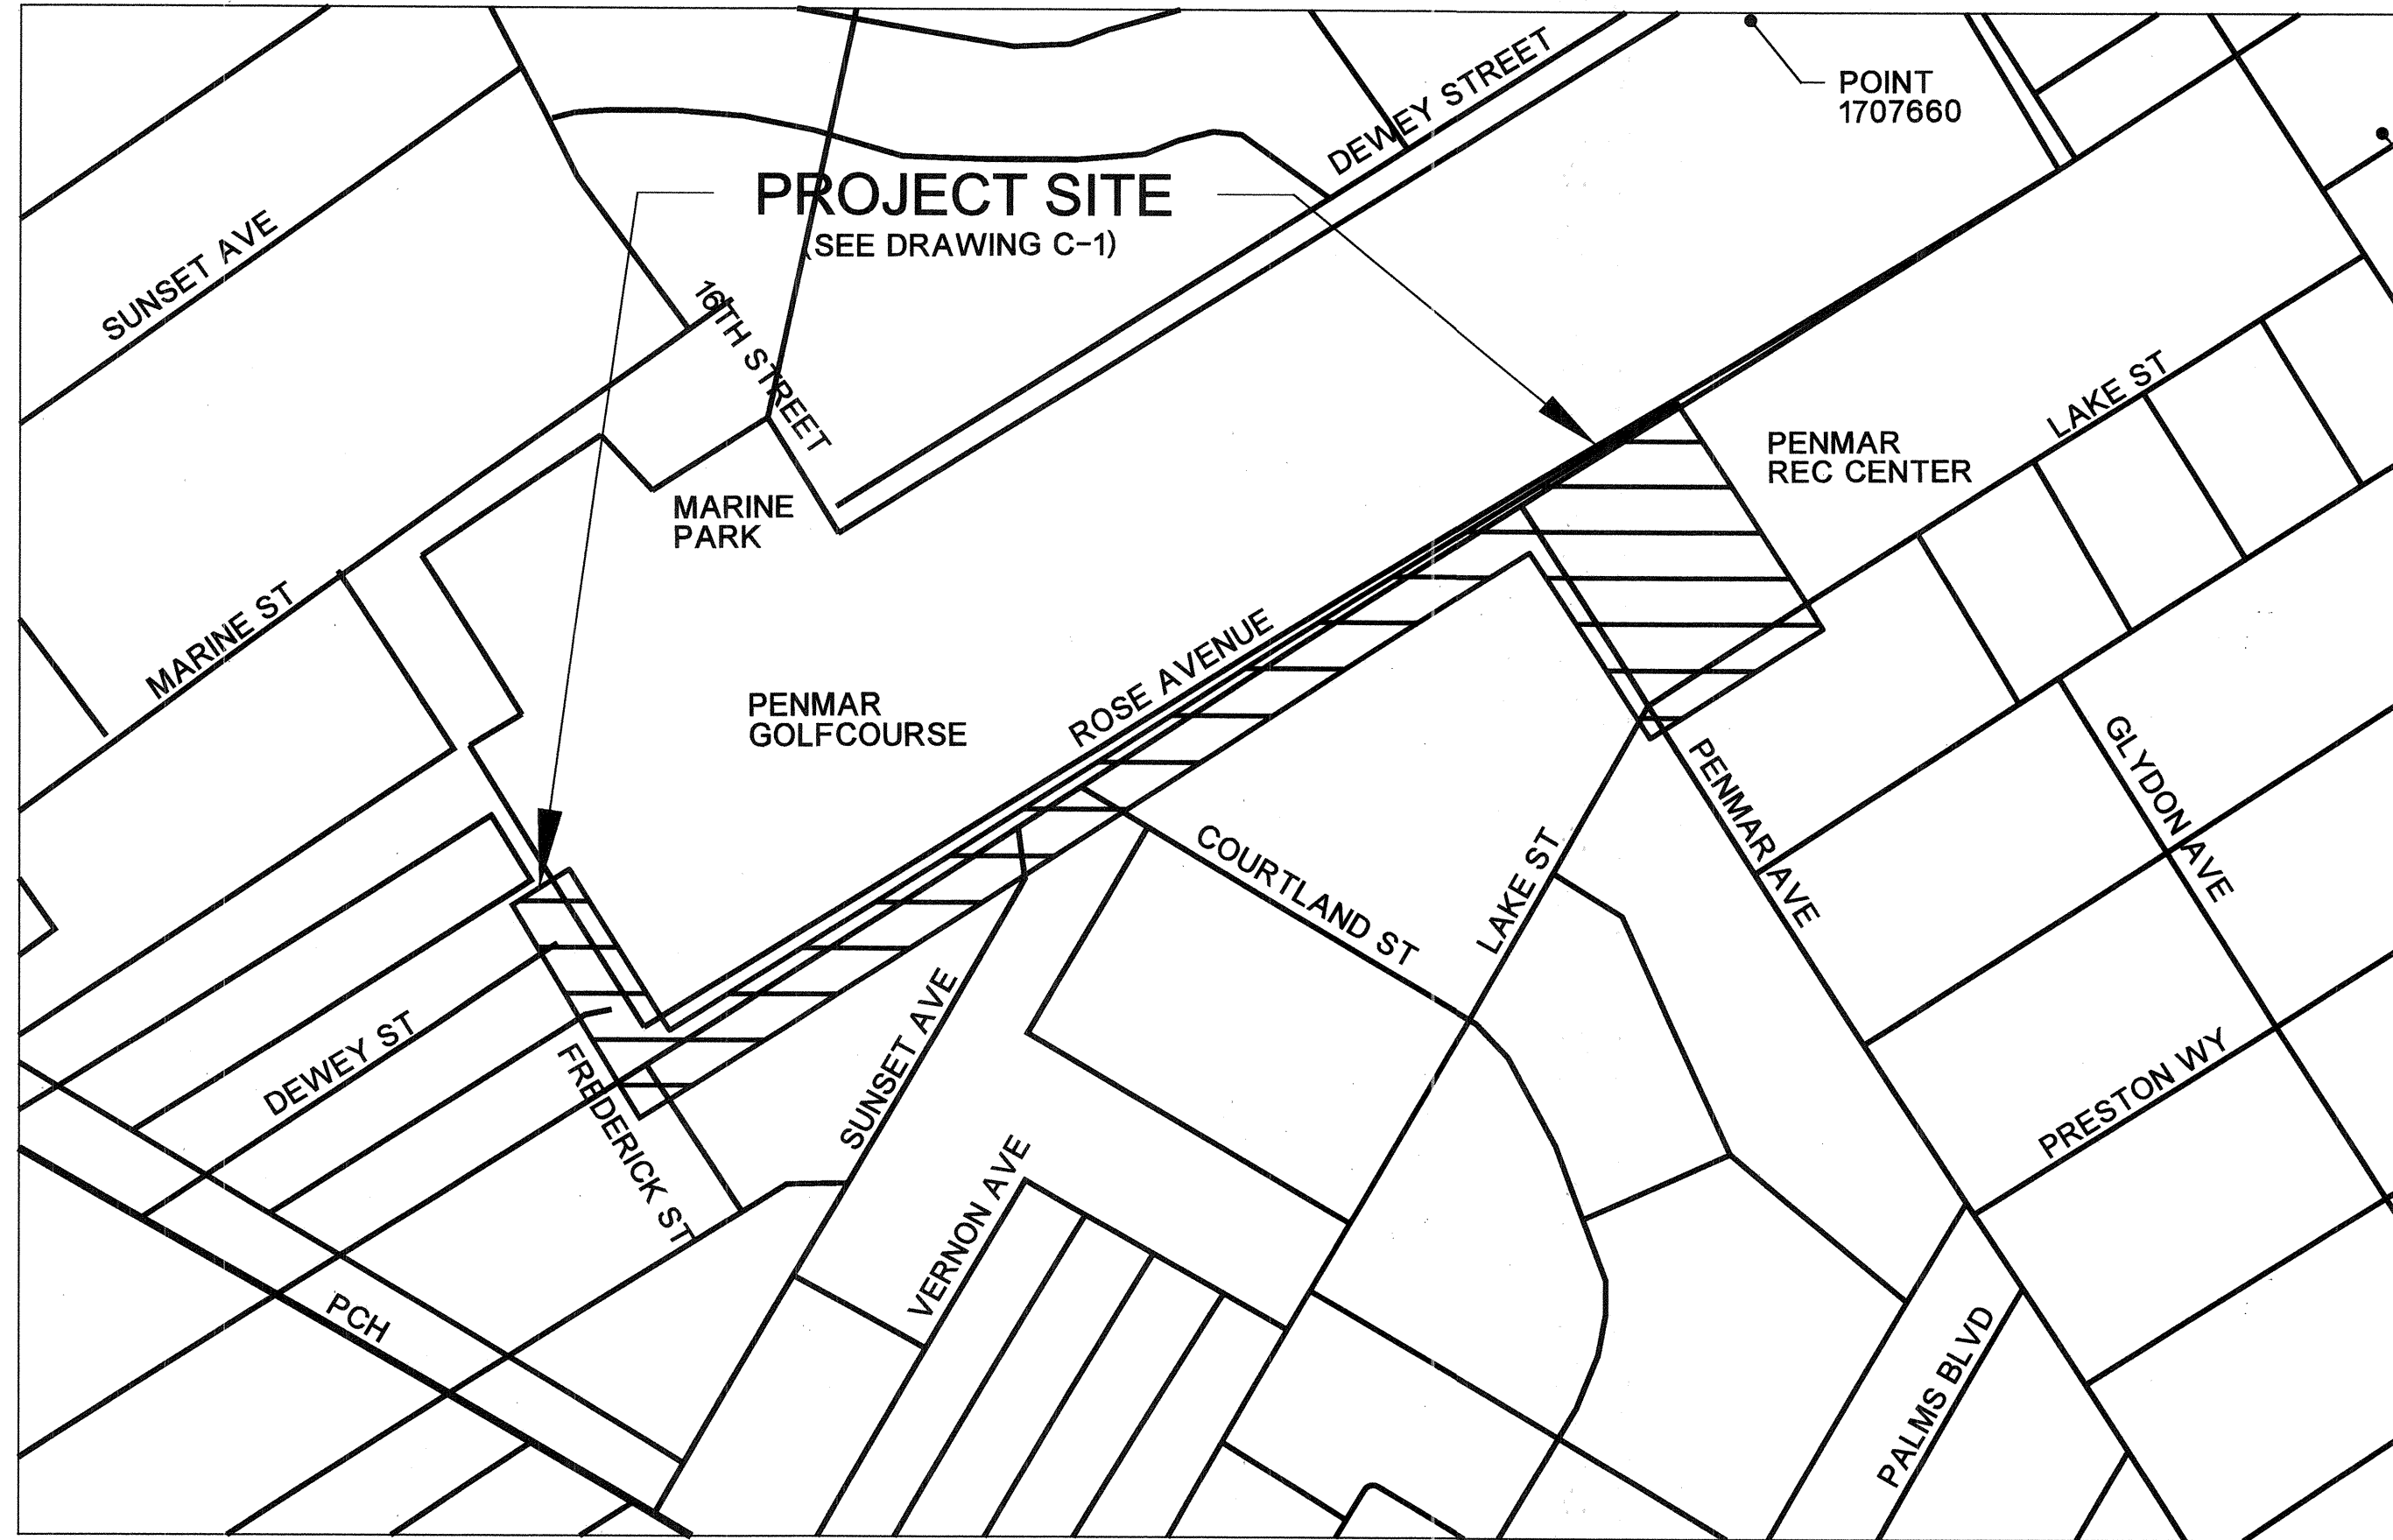 DEWEY STREET
POINT
1707660
PROJECT SITE
(SEE DRAWING C-1)
SUNSET AVE
16TH STREET
LAKE ST
PENMAR
REC CENTER
MARINE
PARK
MARINE ST
ROSE AVENUE
PENMAR
GOLFCOURSE
PENMAR AVE
GLYDON AVE
COURTLAND ST
LAKE ST
SUNSET AVE
DEWEY ST
FREDERICK ST
PRESTON WY
VERNON AVE
PCH
PALMS BLVD